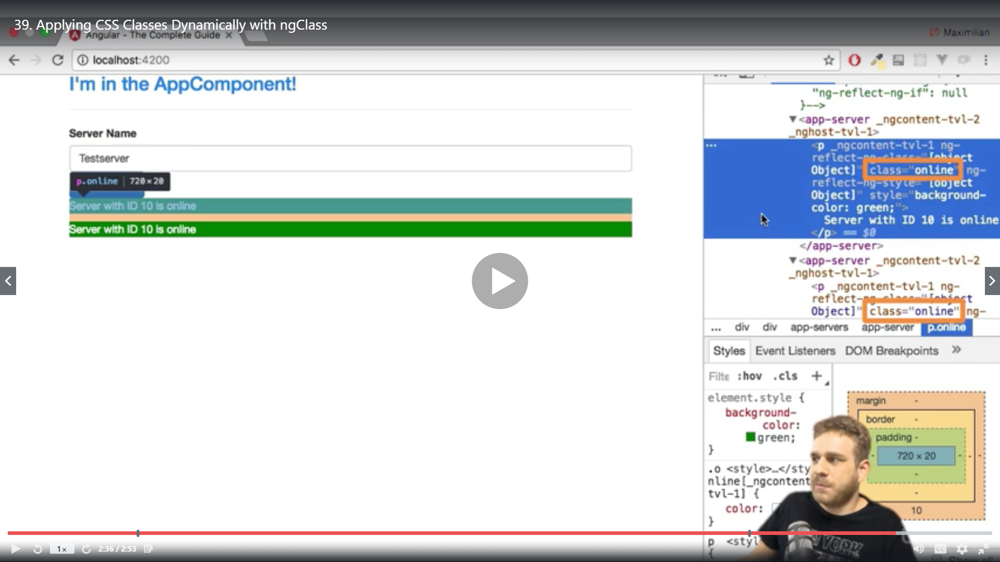 39. Applying CSS Classes Dynamically with ngClass
Angular - The Complete Guide
Maximilian
localhost:4200
I'm in the AppComponent!
Server Name
Testserver
p.online 720×20
Server with ID 10 is online
Server with ID 10 is online
"ng-reflect-ng-if": null
}-->
<app-server _ngcontent-tvl-2
_nghost-tvl-1>
<p _ngcontent-tvl-1 ng-
reflect-ng-class="[object
Object]" class="online" ng-
reflect-ng-style="[object
Object]" style="background-
color: green;">
Server with ID 10 is online
</p> == $0
</app-server>
<app-server _ngcontent-tvl-2
_nghost-tvl-1>
<p _ngcontent-tvl-1 ng-
reflect-ng-class="[object
Object]" class="online" ng-
... div div app-servers app-server p.online
Styles Event Listeners DOM Breakpoints »
Filte :hov .cls +
element.style {
background-
color:
green;
}
.o <style>…</sty
nline[_ngcontent
tvl-1] {
color:
}
p <styl
{
margin -
border -
padding -
- - - 720 × 20 - - -
-
-
10
1×
2:36 / 2:53
CC
YORK